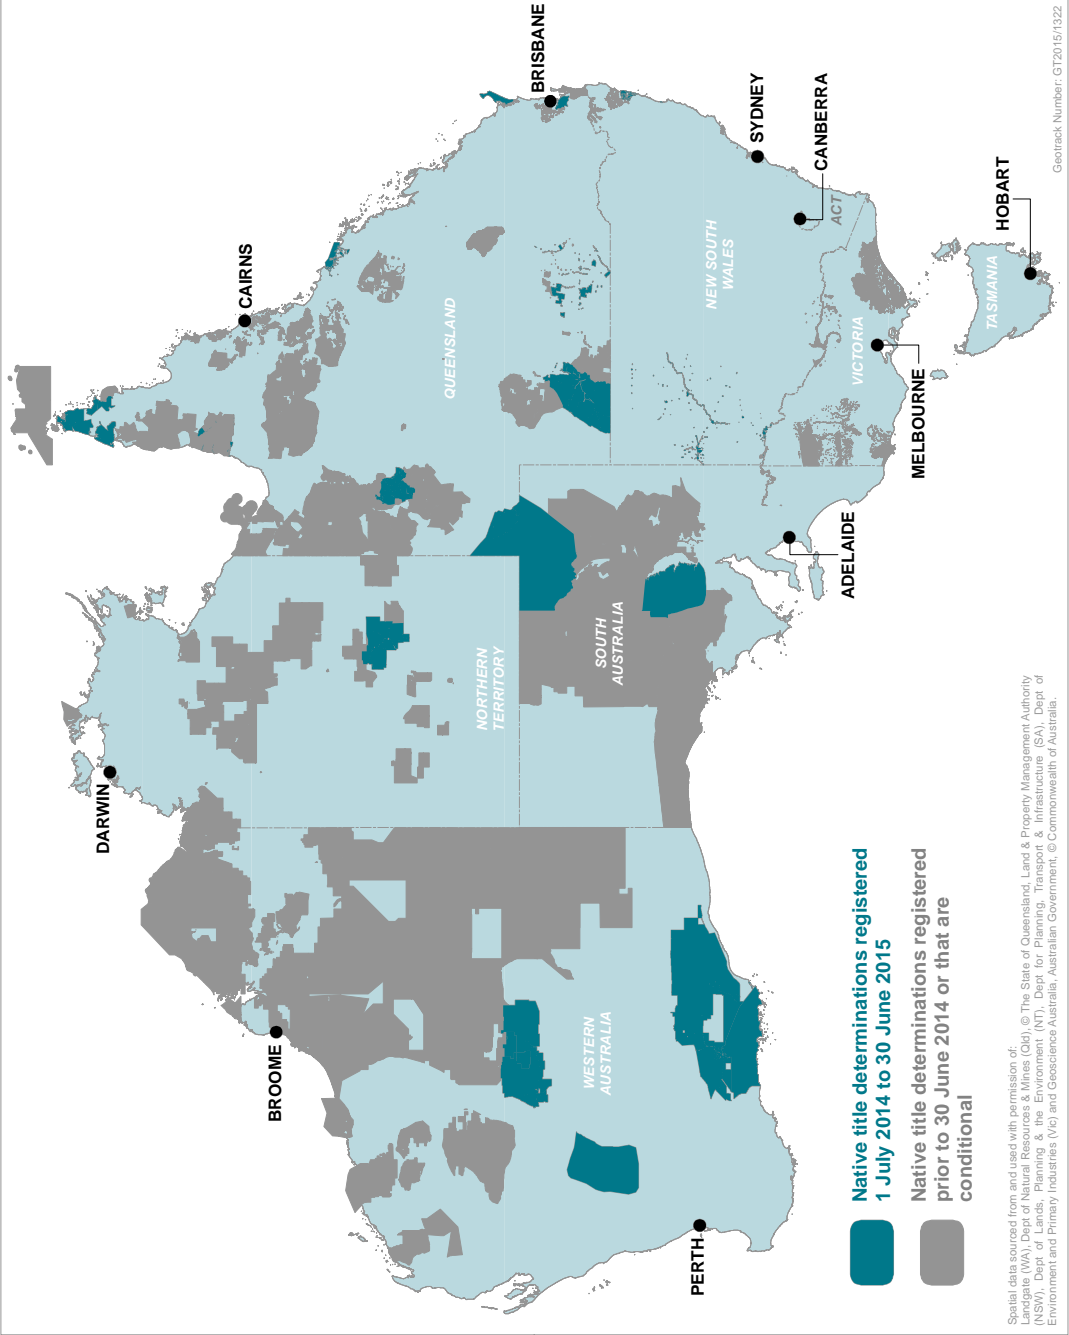 DARWIN
CAIRNS
BROOME
BRISBANE
NORTHERN
TERRITORY
QUEENSLAND
WESTERN
AUSTRALIA
SOUTH
AUSTRALIA
NEW SOUTH
WALES
PERTH
SYDNEY
CANBERRA
ACT
ADELAIDE
VICTORIA
MELBOURNE
TASMANIA
HOBART
Native title determinations registered
1 July 2014 to 30 June 2015
Native title determinations registered
prior to 30 June 2014 or that are
conditional
Spatial data sourced from and used with permission of:
Landgate (WA), Dept of Natural Resources & Mines (Qld), © The State of Queensland, Land & Property Management Authority
(NSW), Dept of Lands, Planning & the Environment (NT), Dept for Planning, Transport & Infrastructure (SA), Dept of
Environment and Primary Industries (Vic) and Geoscience Australia, Australian Government, © Commonwealth of Australia.
Geotrack Number: GT2015/1322